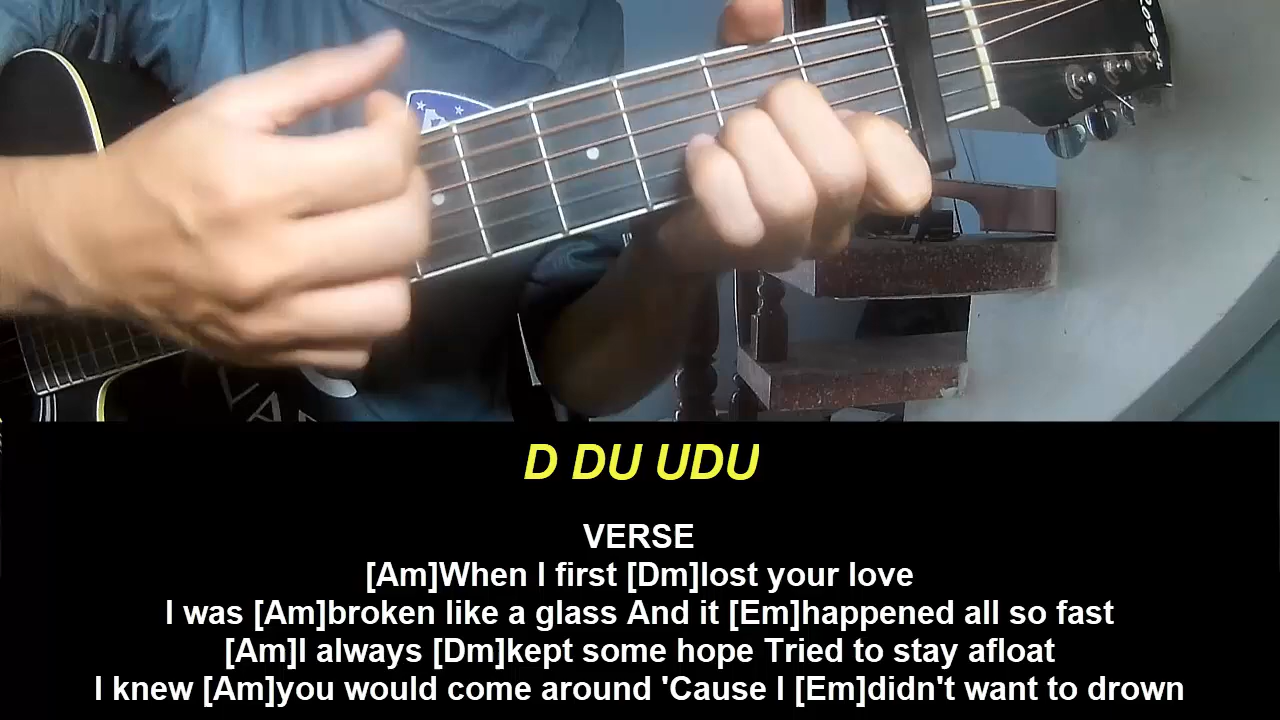 D DU UDU
VERSE
[Am]When I first [Dm]lost your love
I was [Am]broken like a glass And it [Em]happened all so fast
[Am]I always [Dm]kept some hope Tried to stay afloat
I knew [Am]you would come around 'Cause I [Em]didn't want to drown